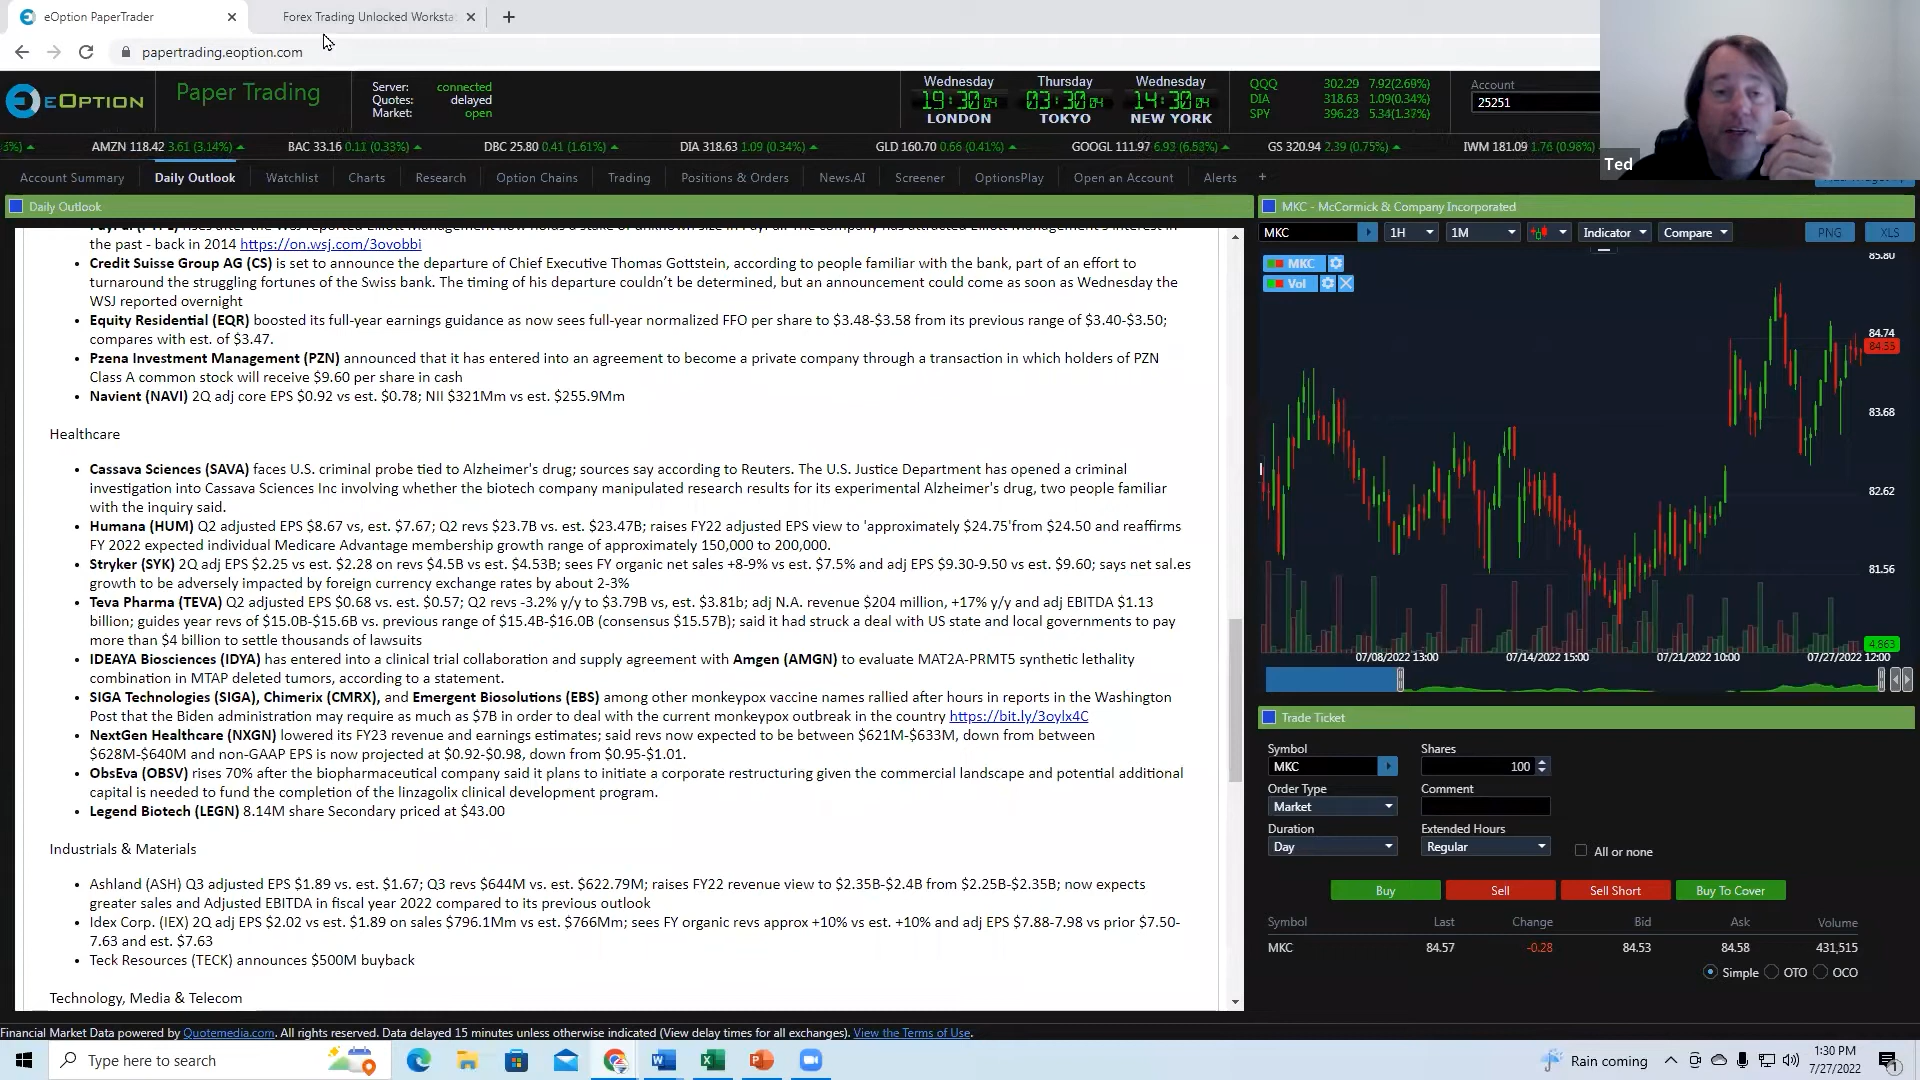 eOption PaperTrader
Forex Trading Unlocked Worksta
papertrading.eoption.com
eOPTION
Paper Trading
Server: connected
Quotes: delayed
Market: open
Wednesday
19:30:04
LONDON
Thursday
03:30:04
TOKYO
Wednesday
14:30:04
NEW YORK
QQQ 302.29 7.92(2.69%)
DIA 318.63 1.09(0.34%)
SPY 396.23 5.34(1.37%)
Account
25251
Ted
AMZN 118.42 3.61 (3.14%) BAC 33.16 0.11 (0.33%) DBC 25.80 0.41 (1.61%) DIA 318.63 1.09 (0.34%) GLD 160.70 0.66 (0.41%) GOOGL 111.97 6.93 (6.53%) GS 320.94 2.39 (0.75%) IWM 181.09 1.76 (0.98%)
Account Summary Daily Outlook Watchlist Charts Research Option Chains Trading Positions & Orders News.AI Screener OptionsPlay Open an Account Alerts +
Daily Outlook
the past - back in 2014 https://on.wsj.com/3ovobbi
• Credit Suisse Group AG (CS) is set to announce the departure of Chief Executive Thomas Gottstein, according to people familiar with the bank, part of an effort to
turnaround the struggling fortunes of the Swiss bank. The timing of his departure couldn't be determined, but an announcement could come as soon as Wednesday the
WSJ reported overnight
• Equity Residential (EQR) boosted its full-year earnings guidance as now sees full-year normalized FFO per share to $3.48-$3.58 from its previous range of $3.40-$3.50;
compares with est. of $3.47.
• Pzena Investment Management (PZN) announced that it has entered into an agreement to become a private company through a transaction in which holders of PZN
Class A common stock will receive $9.60 per share in cash
• Navient (NAVI) 2Q adj core EPS $0.92 vs est. $0.78; NII $321Mm vs est. $255.9Mm
Healthcare
• Cassava Sciences (SAVA) faces U.S. criminal probe tied to Alzheimer's drug; sources say according to Reuters. The U.S. Justice Department has opened a criminal
investigation into Cassava Sciences Inc involving whether the biotech company manipulated research results for its experimental Alzheimer's drug, two people familiar
with the inquiry said.
• Humana (HUM) Q2 adjusted EPS $8.67 vs, est. $7.67; Q2 revs $23.7B vs. est. $23.47B; raises FY22 adjusted EPS view to 'approximately $24.75'from $24.50 and reaffirms
FY 2022 expected individual Medicare Advantage membership growth range of approximately 150,000 to 200,000.
• Stryker (SYK) 2Q adj EPS $2.25 vs est. $2.28 on revs $4.5B vs est. $4.53B; sees FY organic net sales +8-9% vs est. $7.5% and adj EPS $9.30-9.50 vs est. $9.60; says net sal.es
growth to be adversely impacted by foreign currency exchange rates by about 2-3%
• Teva Pharma (TEVA) Q2 adjusted EPS $0.68 vs. est. $0.57; Q2 revs -3.2% y/y to $3.79B vs, est. $3.81b; adj N.A. revenue $204 million, +17% y/y and adj EBITDA $1.13
billion; guides year revs of $15.0B-$15.6B vs. previous range of $15.4B-$16.0B (consensus $15.57B); said it had struck a deal with US state and local governments to pay
more than $4 billion to settle thousands of lawsuits
• IDEAYA Biosciences (IDYA) has entered into a clinical trial collaboration and supply agreement with Amgen (AMGN) to evaluate MAT2A-PRMT5 synthetic lethality
combination in MTAP deleted tumors, according to a statement.
• SIGA Technologies (SIGA), Chimerix (CMRX), and Emergent Biosolutions (EBS) among other monkeypox vaccine names rallied after hours in reports in the Washington
Post that the Biden administration may require as much as $7B in order to deal with the current monkeypox outbreak in the country https://bit.ly/3oylx4C
• NextGen Healthcare (NXGN) lowered its FY23 revenue and earnings estimates; said revs now expected to be between $621M-$633M, down from between
$628M-$640M and non-GAAP EPS is now projected at $0.92-$0.98, down from $0.95-$1.01.
• ObsEva (OBSV) rises 70% after the biopharmaceutical company said it plans to initiate a corporate restructuring given the commercial landscape and potential additional
capital is needed to fund the completion of the linzagolix clinical development program.
• Legend Biotech (LEGN) 8.14M share Secondary priced at $43.00
Industrials & Materials
• Ashland (ASH) Q3 adjusted EPS $1.89 vs. est. $1.67; Q3 revs $644M vs. est. $622.79M; raises FY22 revenue view to $2.35B-$2.4B from $2.25B-$2.35B; now expects
greater sales and Adjusted EBITDA in fiscal year 2022 compared to its previous outlook
• Idex Corp. (IEX) 2Q adj EPS $2.02 vs est. $1.89 on sales $796.1Mm vs est. $766Mm; sees FY organic revs approx +10% vs est. +10% and adj EPS $7.88-7.98 vs prior $7.50-
7.63 and est. $7.63
• Teck Resources (TECK) announces $500M buyback
Technology, Media & Telecom
MKC - McCormick & Company Incorporated
MKC 1H 1M Indicator Compare PNG XLS
MKC
Vol
85.80
84.74
84.55
83.68
82.62
81.56
4.863
07/08/2022 13:00 07/14/2022 15:00 07/21/2022 10:00 07/27/2022 12:00
Trade Ticket
Symbol Shares
MKC 100
Order Type Comment
Market
Duration Extended Hours
Day Regular All or none
Buy Sell Sell Short Buy To Cover
Symbol Last Change Bid Ask Volume
MKC 84.57 -0.28 84.53 84.58 431,515
Simple OTO OCO
Financial Market Data powered by Quotemedia.com. All rights reserved. Data delayed 15 minutes unless otherwise indicated (View delay times for all exchanges). View the Terms of Use.
Type here to search
Rain coming
1:30 PM
7/27/2022
1